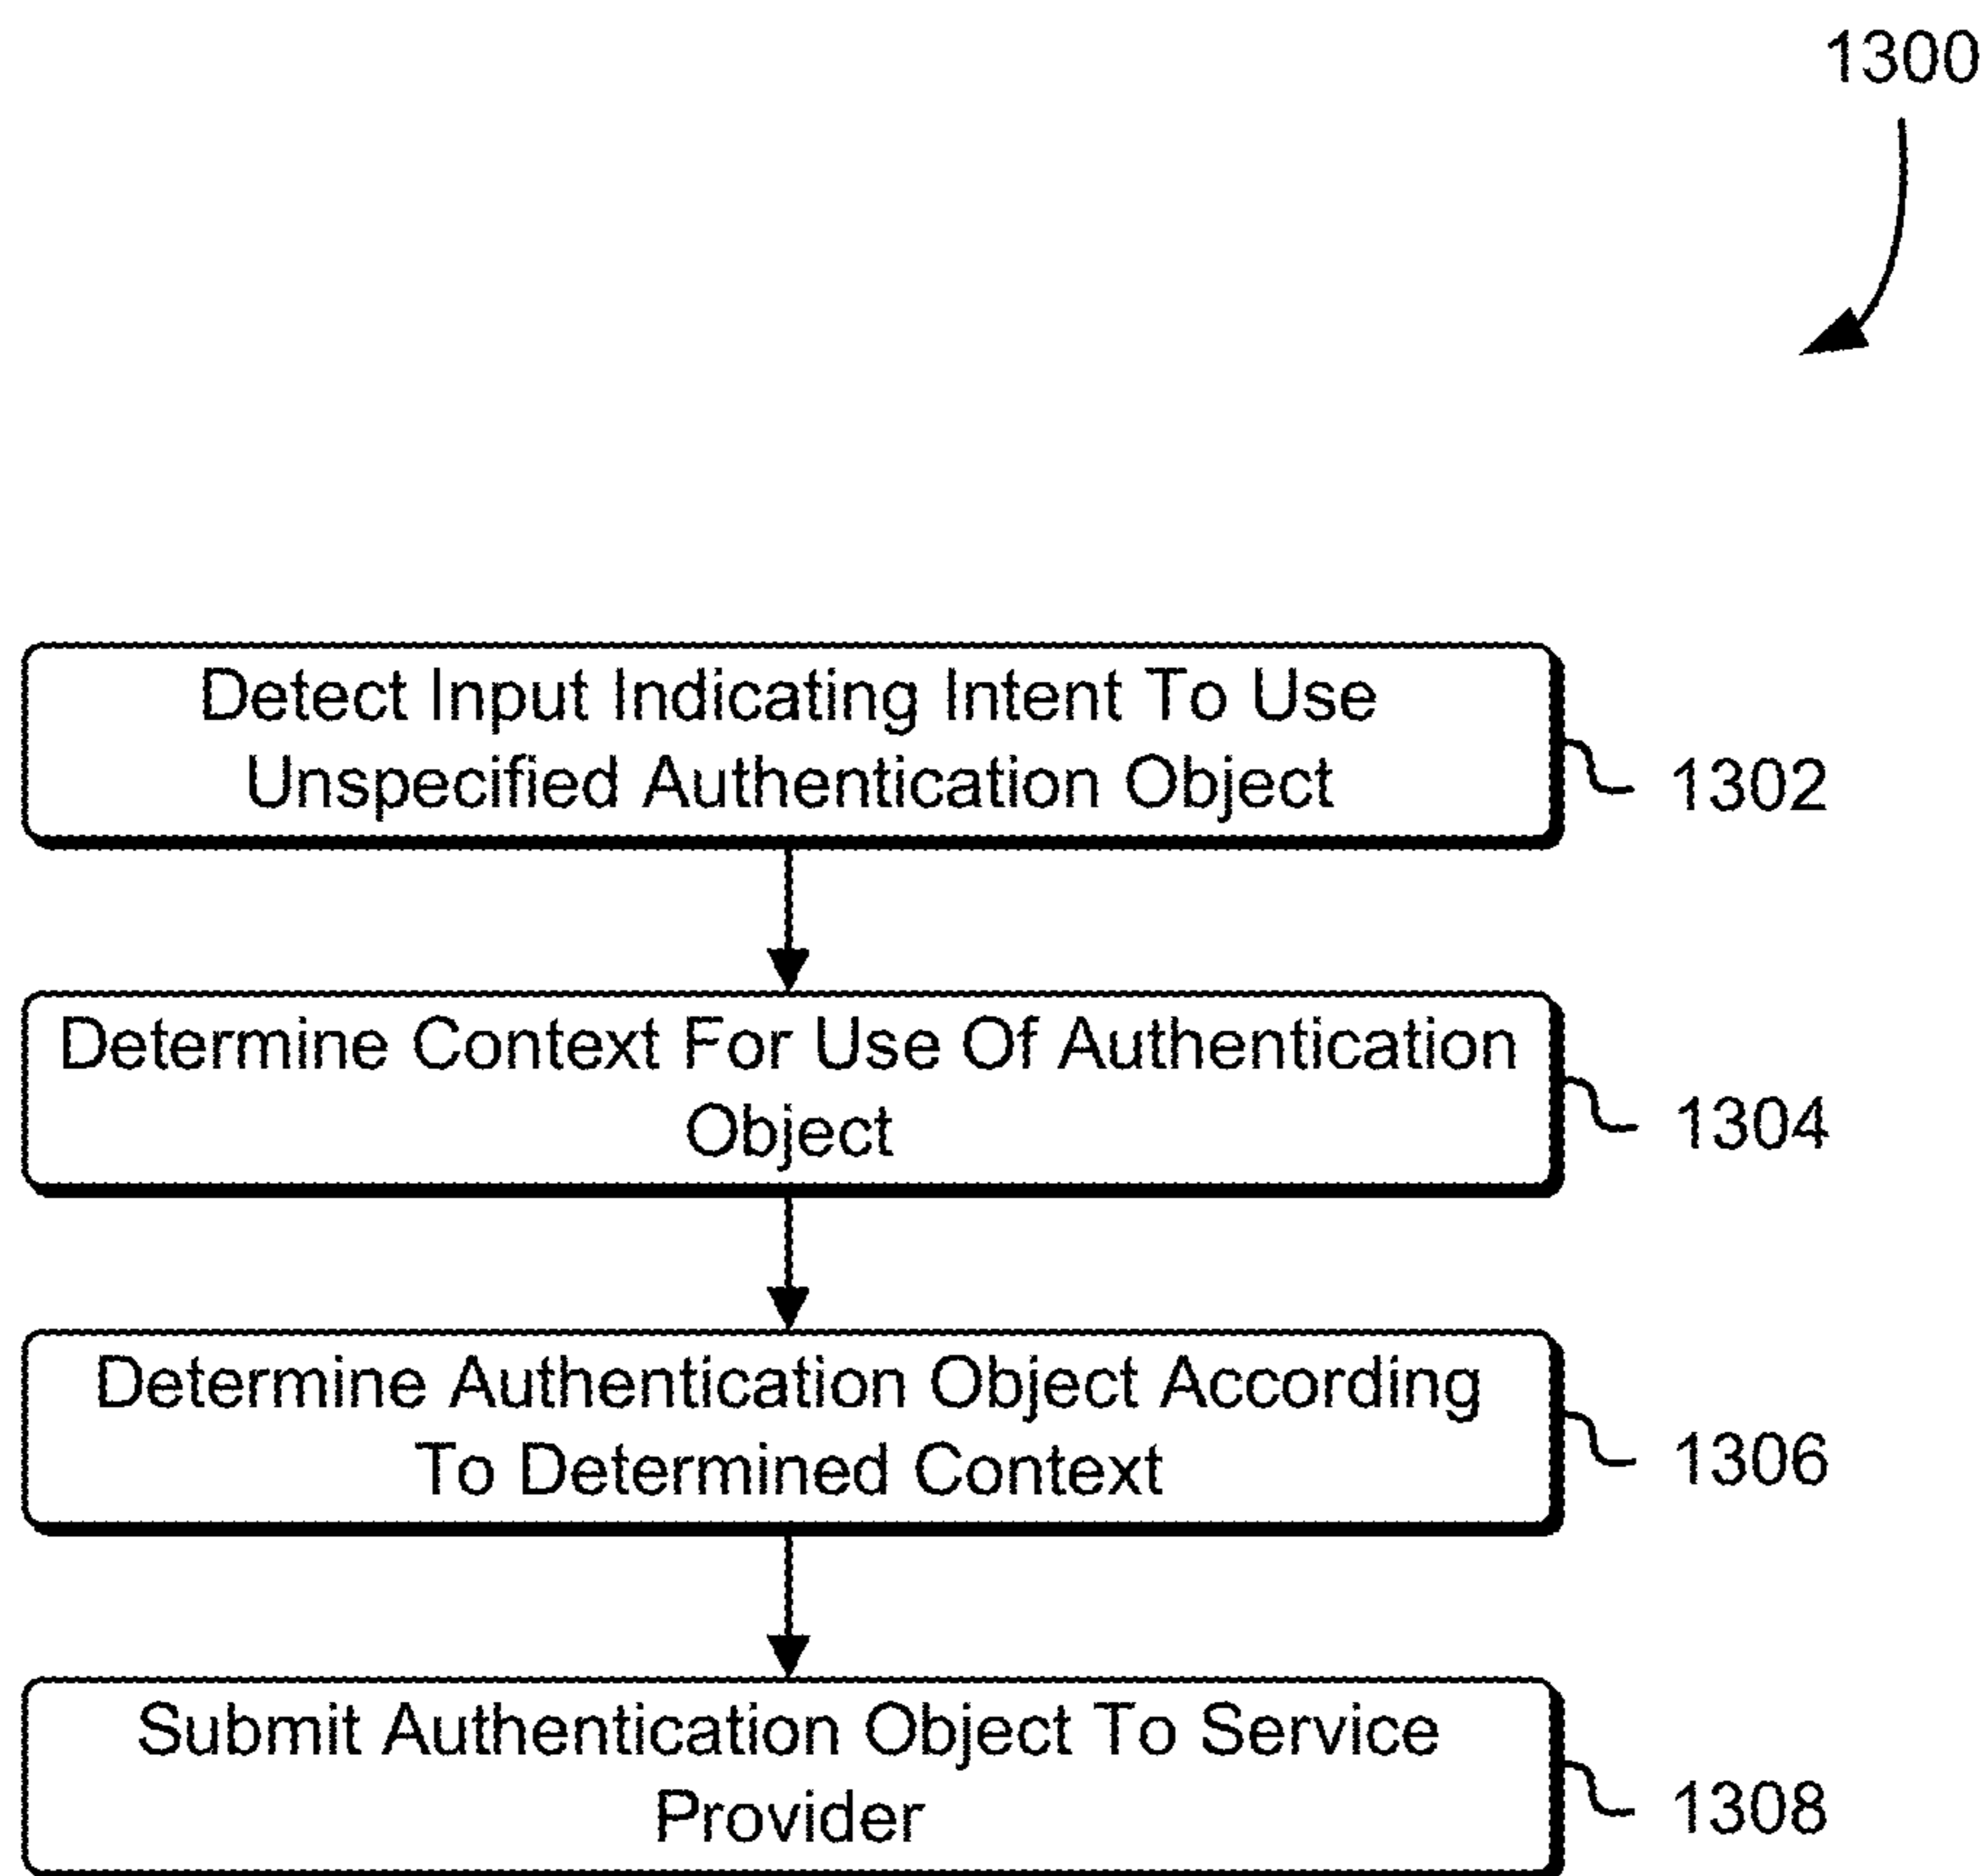 1300
Detect Input Indicating Intent To Use
Unspecified Authentication Object
1302
Determine Context For Use Of Authentication
Object
1304
Determine Authentication Object According
To Determined Context
1306
Submit Authentication Object To Service
Provider
1308